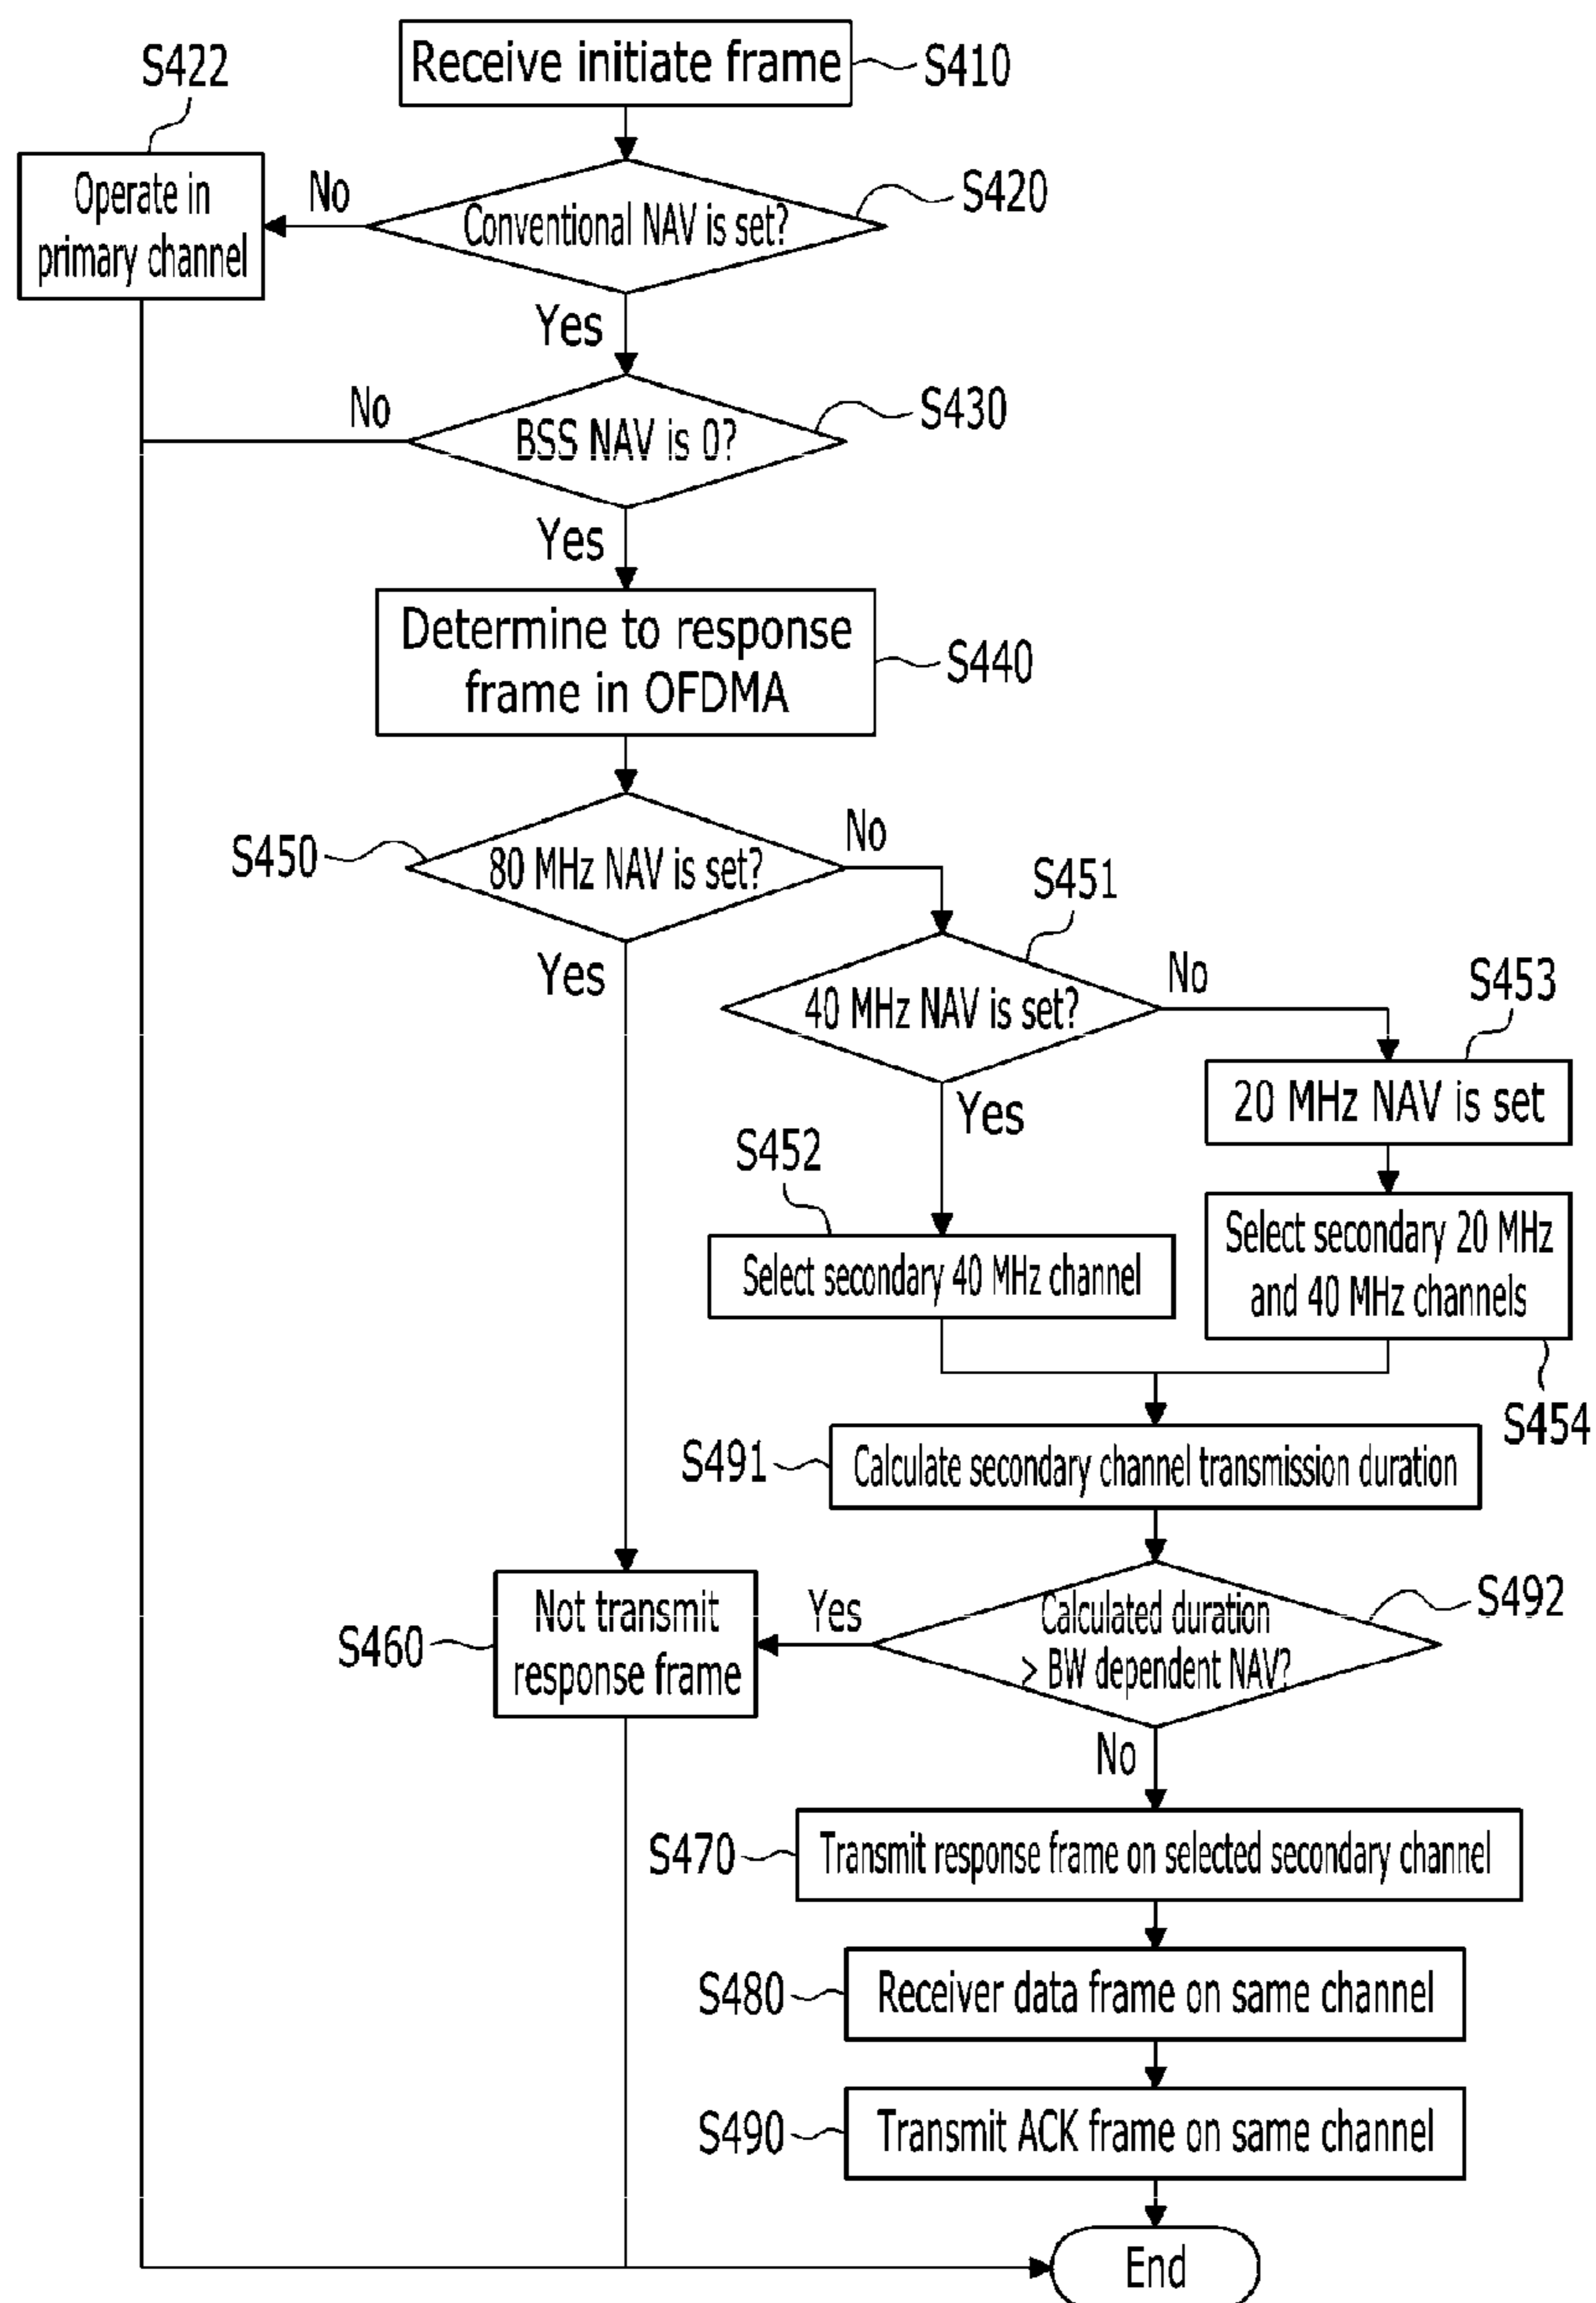 S422
Receive initiate frame
S410
Operate in
primary channel
No
Conventional NAV is set?
S420
Yes
No
BSS NAV is 0?
S430
Yes
Determine to response
frame in OFDMA
S440
S450
80 MHz NAV is set?
No
Yes
S451
40 MHz NAV is set?
No
S453
Yes
20 MHz NAV is set
S452
Select secondary 40 MHz channel
Select secondary 20 MHz
and 40 MHz channels
S454
S491
Calculate secondary channel transmission duration
S460
Not transmit
response frame
Yes
Calculated duration
> BW dependent NAV?
S492
No
S470
Transmit response frame on selected secondary channel
S480
Receiver data frame on same channel
S490
Transmit ACK frame on same channel
End